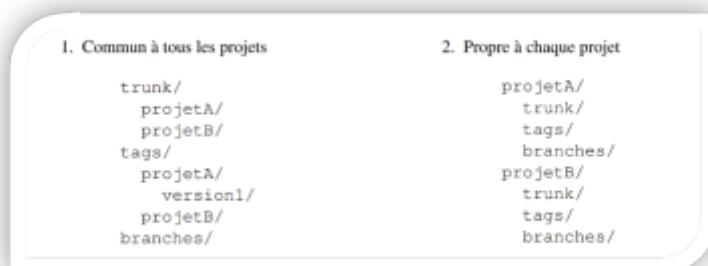 1. Commun à tous les projets
trunk/
projetA/
projetB/
tags/
projetA/
version1/
projetB/
branches/
2. Propre à chaque projet
projetA/
trunk/
tags/
branches/
projetB/
trunk/
tags/
branches/